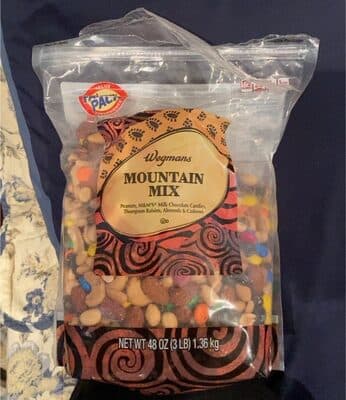 PACK
Wegmans
MOUNTAIN
MIX
Peanuts, M&M'S® Milk Chocolate Candies,
Thompson Raisins, Almonds & Cashews
NET WT 48 OZ (3 LB) 1.36 kg